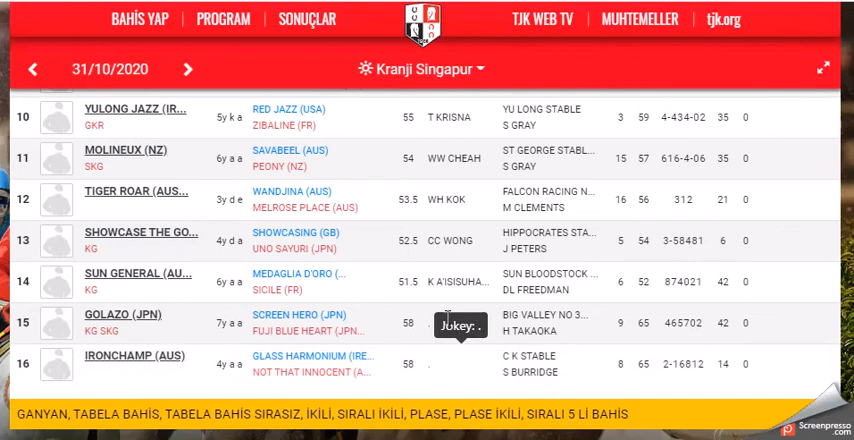 BAHİS YAP PROGRAM SONUÇLAR TJK WEB TV MUHTEMELLER tjk.org
31/10/2020 Kranji Singapur
10 YULONG JAZZ (IR... GKR 5y k a RED JAZZ (USA) ZIBALINE (FR) 55 T KRISNA YU LONG STABLE S GRAY 3 59 4-434-02 35 0
11 MOLINEUX (NZ) SKG 6y a a SAVABEEL (AUS) PEONY (NZ) 54 WW CHEAH ST GEORGE STABL... S GRAY 15 57 616-4-06 35 0
12 TIGER ROAR (AUS... 3y d e WANDJINA (AUS) MELROSE PLACE (AUS) 53.5 WH KOK FALCON RACING N... M CLEMENTS 16 56 312 21 0
13 SHOWCASE THE GO... KG 4y d a SHOWCASING (GB) UNO SAYURI (JPN) 52.5 CC WONG HIPPOCRATES STA... J PETERS 5 54 3-58481 6 0
14 SUN GENERAL (AU... KG 6y a a MEDAGLIA D'ORO (... SICILE (FR) 51.5 K A'ISISUHA... SUN BLOODSTOCK ... DL FREEDMAN 6 52 874021 42 0
15 GOLAZO (JPN) KG SKG 7y a a SCREEN HERO (JPN) FUJI BLUE HEART (JPN... 58 . BIG VALLEY NO 3... H TAKAOKA 9 65 465702 42 0
Jokey: .
16 IRONCHAMP (AUS) 4y a a GLASS HARMONIUM (IRE... NOT THAT INNOCENT (A... 58 . C K STABLE S BURRIDGE 8 65 2-16812 14 0
GANYAN, TABELA BAHİS, TABELA BAHİS SIRASIZ, İKİLİ, SIRALI İKİLİ, PLASE, PLASE İKİLİ, SIRALI 5 Lİ BAHİS
Screenpresso
.com